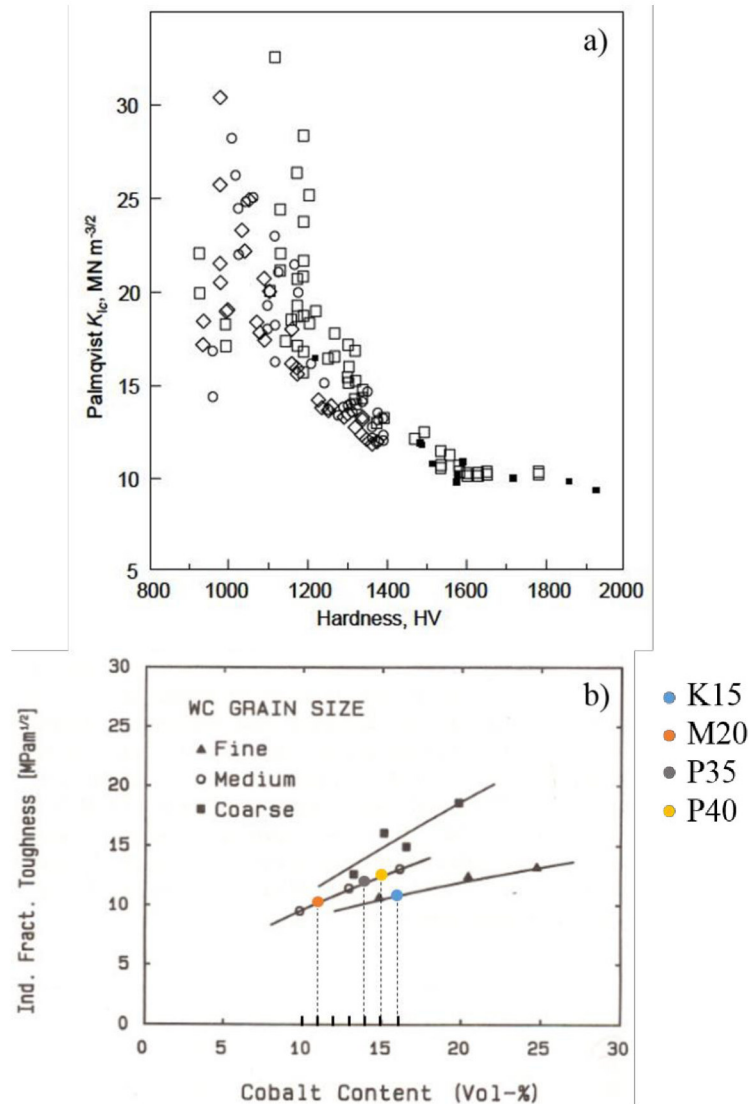 a)
30
25
20
15
10
5
Palmqvist K_Ic, MN m^-3/2
800 1000 1200 1400 1600 1800 2000
Hardness, HV
b)
30
25
20
15
10
5
0
Ind. Fract. Toughness [MPam^1/2]
WC GRAIN SIZE
Fine
Medium
Coarse
0 5 10 15 20 25 30
Cobalt Content (Vol-%)
K15
M20
P35
P40